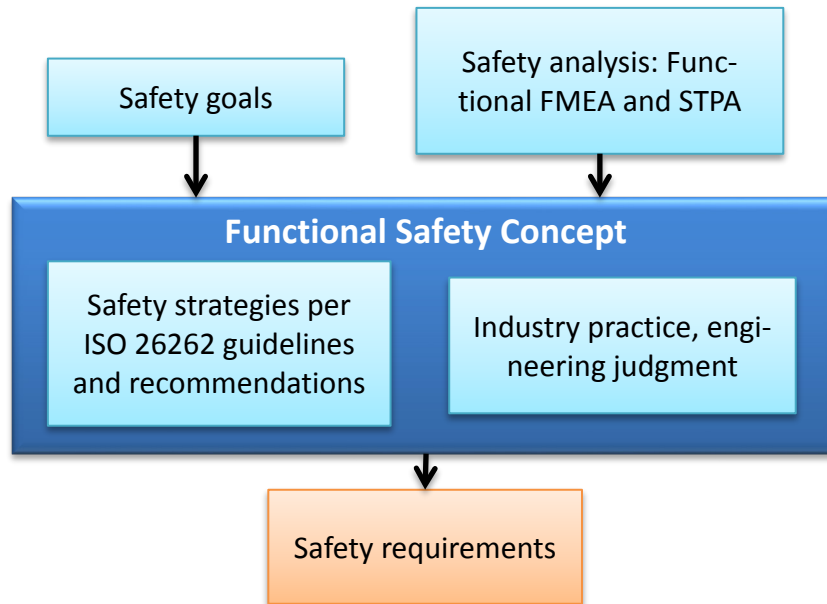 Safety goals
Safety analysis: Func-
tional FMEA and STPA
Functional Safety Concept
Safety strategies per
ISO 26262 guidelines
and recommendations
Industry practice, engi-
neering judgment
Safety requirements